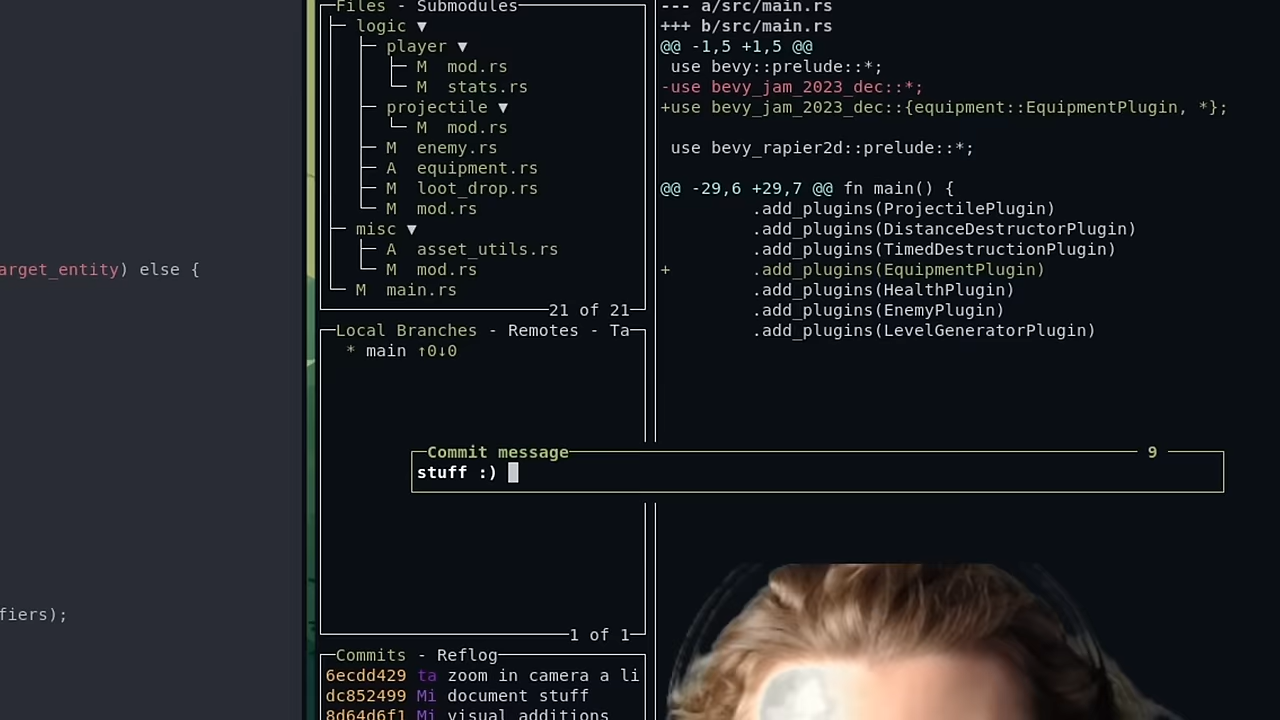 arget_entity) else {
fiers);
Files - Submodules
logic ▼
player ▼
M mod.rs
M stats.rs
projectile ▼
M mod.rs
M enemy.rs
A equipment.rs
M loot_drop.rs
M mod.rs
misc ▼
A asset_utils.rs
M mod.rs
M main.rs
21 of 21
Local Branches - Remotes - Ta
* main ↑0↓0
1 of 1
Commits - Reflog
6ecdd429 ta zoom in camera a li
dc852499 Mi document stuff
8d64d6f1 Mi visual additions
--- a/src/main.rs
+++ b/src/main.rs
@@ -1,5 +1,5 @@
use bevy::prelude::*;
-use bevy_jam_2023_dec::*;
+use bevy_jam_2023_dec::{equipment::EquipmentPlugin, *};
use bevy_rapier2d::prelude::*;
@@ -29,6 +29,7 @@ fn main() {
.add_plugins(ProjectilePlugin)
.add_plugins(DistanceDestructorPlugin)
.add_plugins(TimedDestructionPlugin)
+ .add_plugins(EquipmentPlugin)
.add_plugins(HealthPlugin)
.add_plugins(EnemyPlugin)
.add_plugins(LevelGeneratorPlugin)
Commit message 9
stuff :)